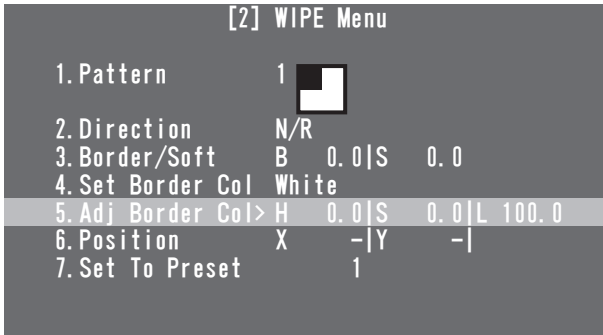 [2] WIPE Menu
1.Pattern 1
2.Direction N/R
3.Border/Soft B 0.0|S 0.0
4.Set Border Col White
5.Adj Border Col> H 0.0|S 0.0|L 100.0
6.Position X -|Y -|
7.Set To Preset 1